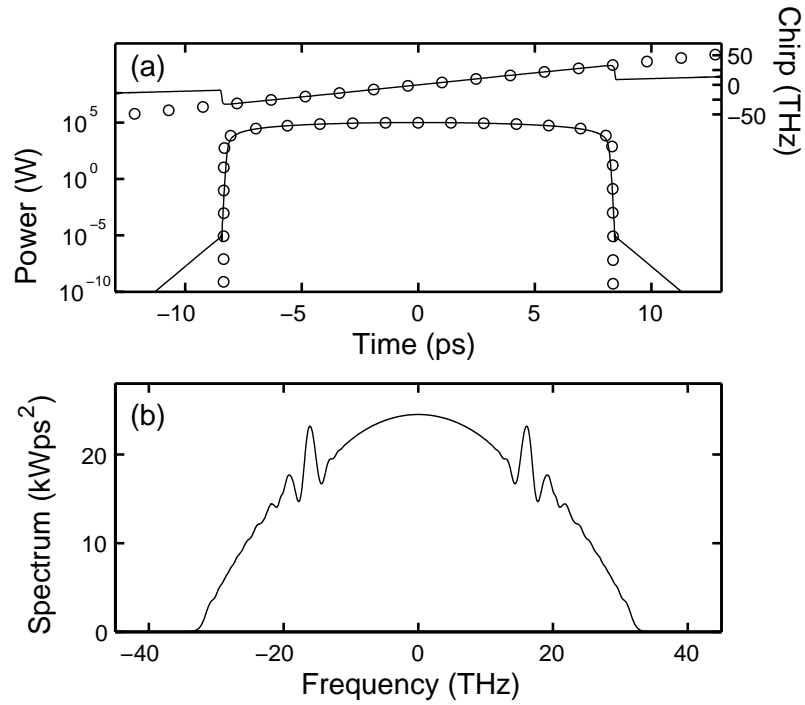 (a)
Chirp (THz)
50
0
−50
Power (W)
10^5
10^0
10^−5
10^−10
−10
−5
0
5
10
Time (ps)
(b)
Spectrum (kWps^2)
20
10
0
−40
−20
0
20
40
Frequency (THz)